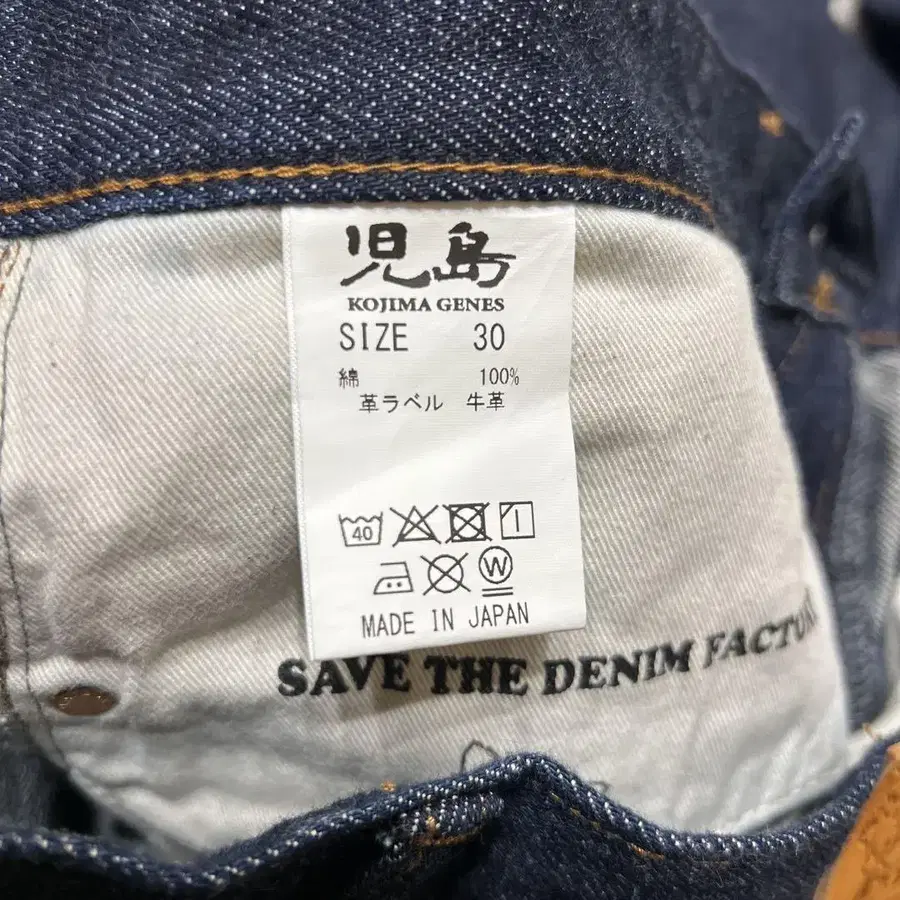 児島
KOJIMA GENES
SIZE 30
綿 100%
革ラベル 牛革
40
W
MADE IN JAPAN
SAVE THE DENIM